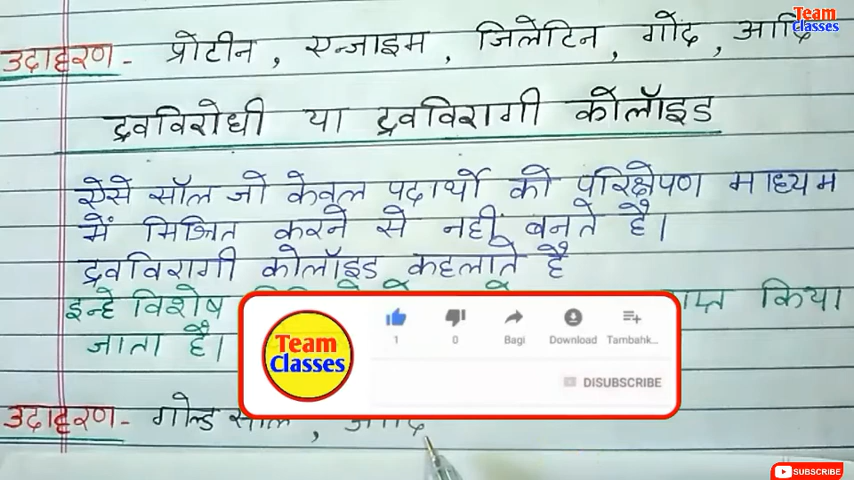 Team
Classes
उदाहरण- प्रोटीन, एन्जाइम, जिलेटिन, गोंद, आदि
द्रवविरोधी या द्रवविरागी कोलॉइड
ऐसे सॉल जो केवल पदार्थो को परिक्षेपण माध्यम
में मिश्रित करने से नहीं बनते है।
द्रवविरागी कोलॉइड कहलाते है
इन्हे विशेष किया
जाता है।
Team
Classes
1 0 Bagi Download Tambahk...
DISUBSCRIBE
उदाहरण- गोल्ड सॉल, आदि
SUBSCRIBE